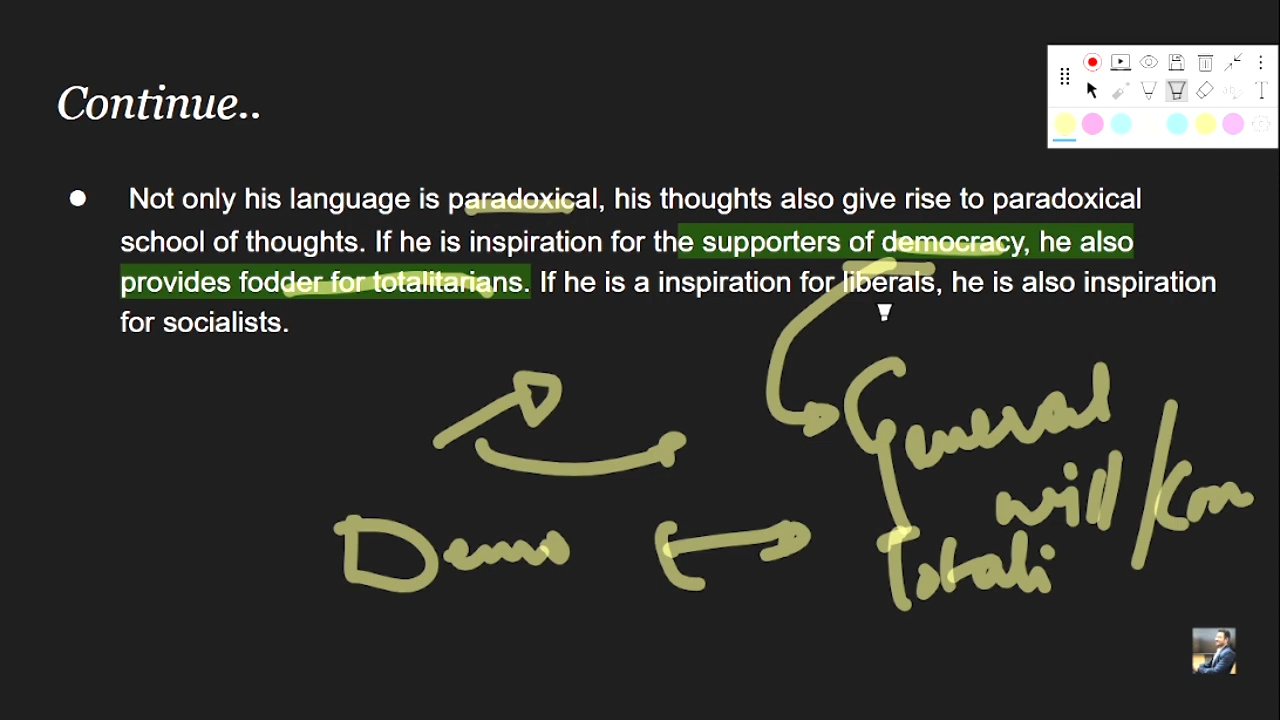 Continue..
● Not only his language is paradoxical, his thoughts also give rise to paradoxical
school of thoughts. If he is inspiration for the supporters of democracy, he also
provides fodder for totalitarians. If he is a inspiration for liberals, he is also inspiration
for socialists.
General
will / Com
Demo
Totali
T